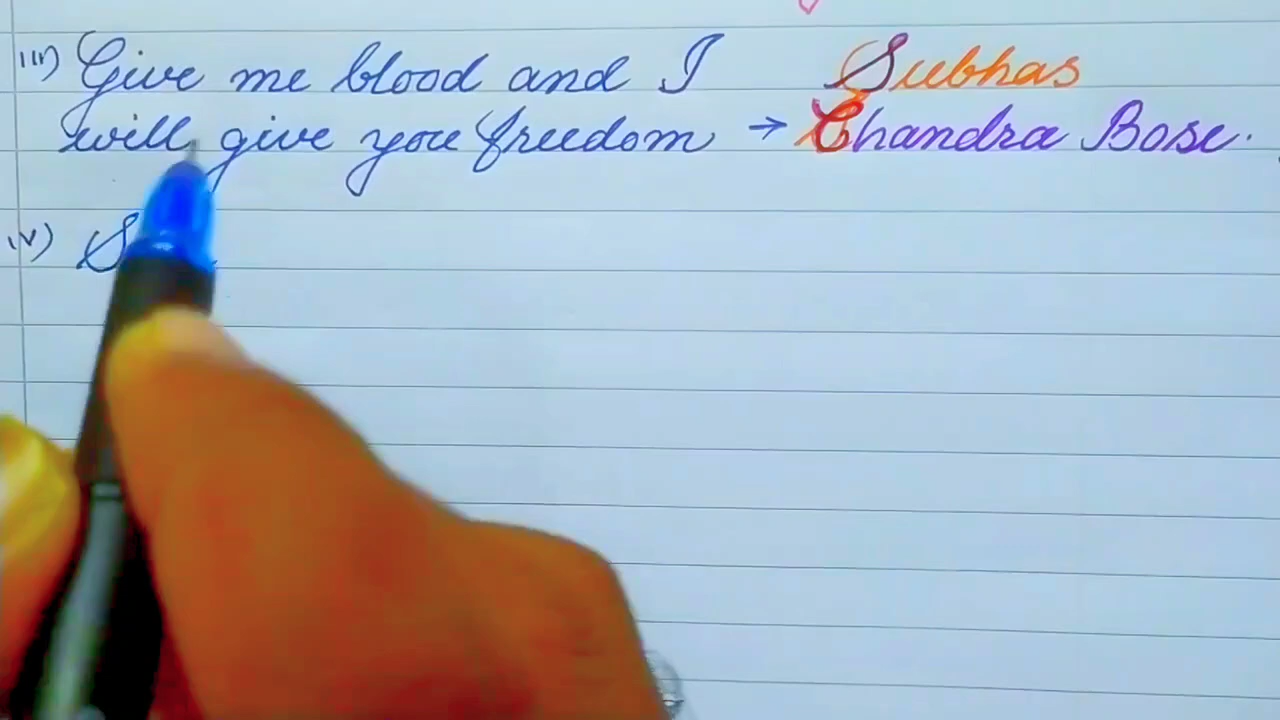 iii) Give me blood and I Subhas
will give you freedom → Chandra Bose.
iv) S